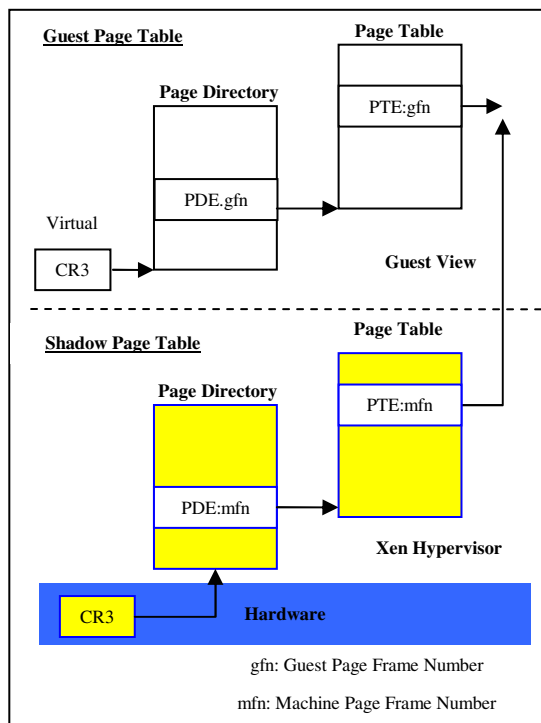 Guest Page Table
Page Table
Page Directory
PTE:gfn
PDE.gfn
Virtual
CR3
Guest View
Shadow Page Table
Page Table
Page Directory
PTE:mfn
PDE:mfn
Xen Hypervisor
CR3
Hardware
gfn: Guest Page Frame Number
mfn: Machine Page Frame Number